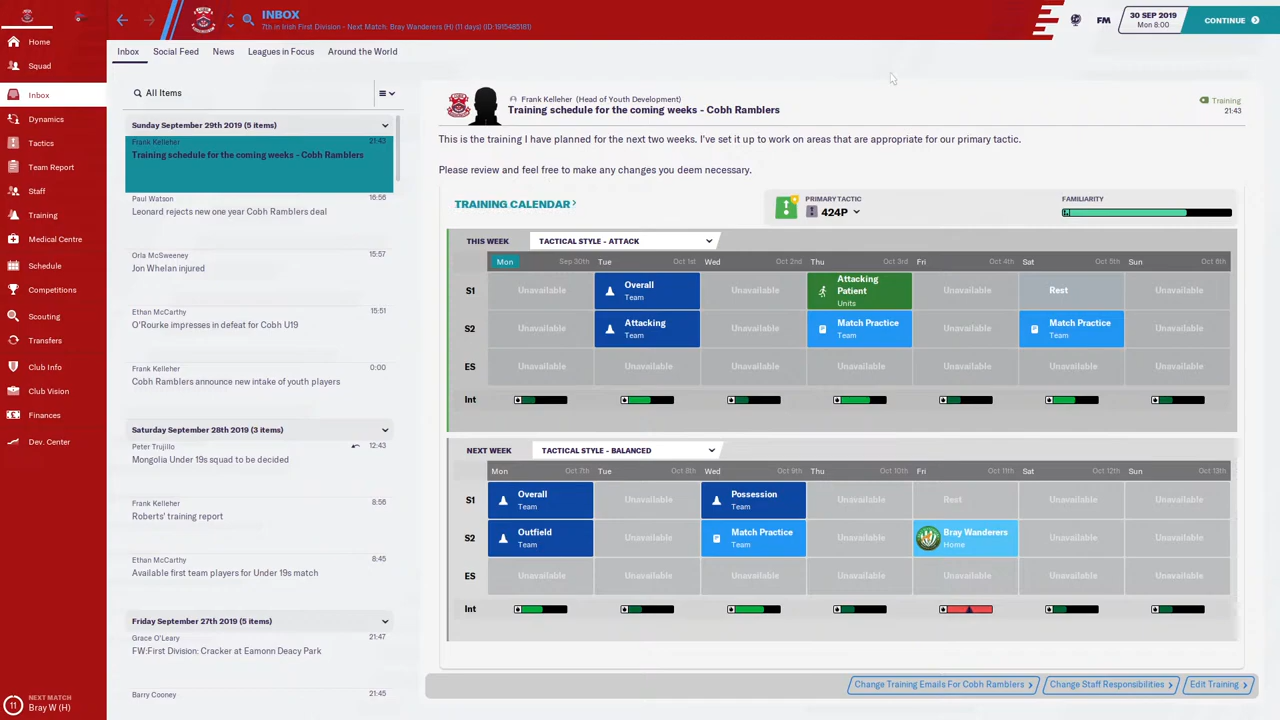 INBOX
7th in Irish First Division - Next Match: Bray Wanderers (H) (11 days) (ID:1915485181)
FM
30 SEP 2019
Mon 8:00
CONTINUE
Home
Squad
Inbox
Dynamics
Tactics
Team Report
Staff
Training
Medical Centre
Schedule
Competitions
Scouting
Transfers
Club Info
Club Vision
Finances
Dev. Center
11
NEXT MATCH
Bray W (H)
Inbox Social Feed News Leagues in Focus Around the World
All Items
Sunday September 29th 2019 (5 items)
Frank Kelleher 21:43
Training schedule for the coming weeks - Cobh Ramblers
Paul Watson 16:56
Leonard rejects new one year Cobh Ramblers deal
Orla McSweeney 15:57
Jon Whelan injured
Ethan McCarthy 15:51
O'Rourke impresses in defeat for Cobh U19
Frank Kelleher 0:00
Cobh Ramblers announce new intake of youth players
Saturday September 28th 2019 (3 items)
Peter Trujillo 12:43
Mongolia Under 19s squad to be decided
Frank Kelleher 8:56
Roberts' training report
Ethan McCarthy 8:45
Available first team players for Under 19s match
Friday September 27th 2019 (5 items)
Grace O'Leary 21:47
FW:First Division: Cracker at Eamonn Deacy Park
Barry Cooney 21:45
Frank Kelleher (Head of Youth Development)
Training schedule for the coming weeks - Cobh Ramblers
Training
21:43
This is the training I have planned for the next two weeks. I've set it up to work on areas that are appropriate for our primary tactic.
Please review and feel free to make any changes you deem necessary.
TRAINING CALENDAR
PRIMARY TACTIC
424P
FAMILIARITY
THIS WEEK TACTICAL STYLE - ATTACK
Mon Sep 30th Tue Oct 1st Wed Oct 2nd Thu Oct 3rd Fri Oct 4th Sat Oct 5th Sun Oct 6th
S1 Unavailable Overall Team Unavailable Attacking Patient Units Unavailable Rest Unavailable
S2 Unavailable Attacking Team Unavailable Match Practice Team Unavailable Match Practice Team Unavailable
ES Unavailable Unavailable Unavailable Unavailable Unavailable Unavailable Unavailable
Int
NEXT WEEK TACTICAL STYLE - BALANCED
Mon Oct 7th Tue Oct 8th Wed Oct 9th Thu Oct 10th Fri Oct 11th Sat Oct 12th Sun Oct 13th
S1 Overall Team Unavailable Possession Team Unavailable Rest Unavailable Unavailable
S2 Outfield Team Unavailable Match Practice Team Unavailable Bray Wanderers Home Unavailable Unavailable
ES Unavailable Unavailable Unavailable Unavailable Unavailable Unavailable Unavailable
Int
Change Training Emails For Cobh Ramblers Change Staff Responsibilities Edit Training